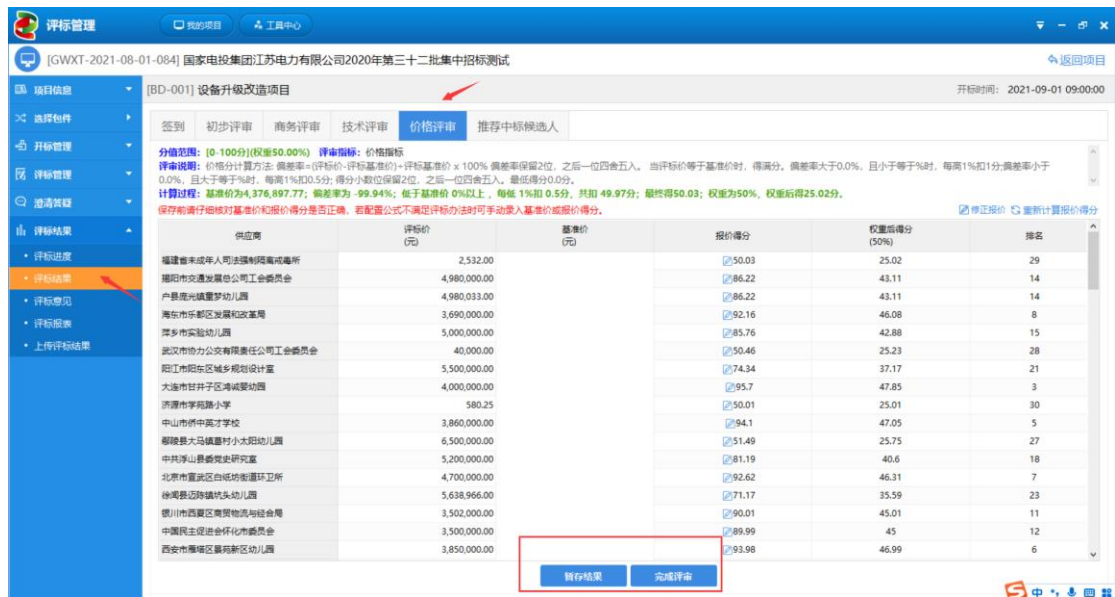 评标管理 我的项目 工具中心
[GWXT-2021-08-01-084] 国家电投集团江苏电力有限公司2020年第三十二批集中招标测试 返回项目
项目信息
选择包件
开标管理
评标管理
澄清答疑
评标结果
评标进度
评标结果
评标意见
评标报表
上传评标结果
[BD-001] 设备升级改造项目 开标时间： 2021-09-01 09:00:00
签到 初步评审 商务评审 技术评审 价格评审 推荐中标候选人
分值范围: [0-100分](权重50.00%) 评审指标: 价格指标
评审说明: 价格分计算方法: 偏差率=(评标价-评标基准价)÷评标基准价 x 100% 偏差率保留2位，之后一位四舍五入。 当评标价等于基准价时，得满分。偏差率大于0.0%，且小于等于%时，每高1%扣1分;偏差率小于
0.0%，且大于等于%时，每高1%扣0.5分; 得分小数位保留2位，之后一位四舍五入。最低得分0.0分。
计算过程: 基准价为4,376,897.77; 偏差率为 -99.94%; 低于基准价 0%以上 , 每低 1%扣 0.5分，共扣 49.97分; 最终得50.03; 权重为50%，权重后得25.02分。
保存前请仔细核对基准价和报价得分是否正确，若配置公式不满足评标办法时可手动录入基准价或报价得分。 修正报价 重新计算报价得分
供应商 评标价 (元) 基准价 (元) 报价得分 权重后得分 (50%) 排名
福建省未成年人司法强制隔离戒毒所 2,532.00 50.03 25.02 29
揭阳市交通发展总公司工会委员会 4,980,000.00 86.22 43.11 14
户县庞光镇童梦幼儿园 4,980,033.00 86.22 43.11 14
海东市乐都区发展和改革局 3,690,000.00 92.16 46.08 8
萍乡市实验幼儿园 5,000,000.00 85.76 42.88 15
武汉市协力公交有限责任公司工会委员会 40,000.00 50.46 25.23 28
阳江市阳东区城乡规划设计室 5,500,000.00 74.34 37.17 21
大连市甘井子区鸿诚婴幼园 4,000,000.00 95.7 47.85 3
济源市学苑路小学 580.25 50.01 25.01 30
中山市侨中英才学校 3,860,000.00 94.1 47.05 5
鄢陵县大马镇寨村小太阳幼儿园 6,500,000.00 51.49 25.75 27
中共浮山县委党史研究室 5,200,000.00 81.19 40.6 18
北京市宣武区白纸坊街道环卫所 4,700,000.00 92.62 46.31 7
徐闻县迈陈镇坑头幼儿园 5,638,966.00 71.17 35.59 23
银川市西夏区商贸物流与经合局 3,502,000.00 90.01 45.01 11
中国民主促进会怀化市委员会 3,500,000.00 89.99 45 12
西安市雁塔区景苑新区幼儿园 3,850,000.00 93.98 46.99 6
暂存结果 完成评审
中